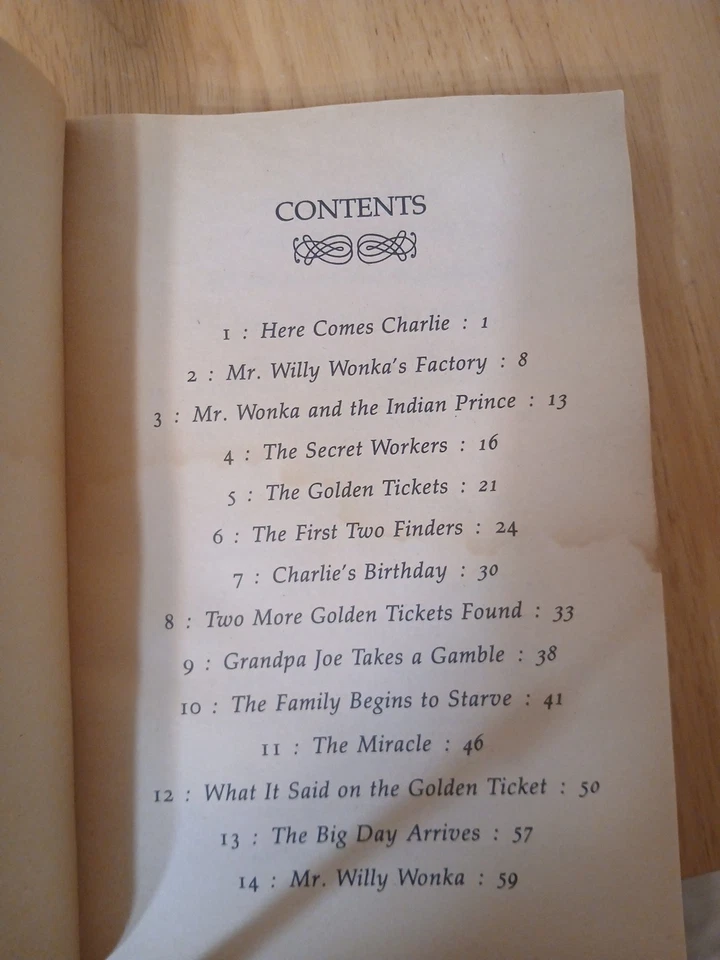 CONTENTS
1 : Here Comes Charlie : 1
2 : Mr. Willy Wonka's Factory : 8
3 : Mr. Wonka and the Indian Prince : 13
4 : The Secret Workers : 16
5 : The Golden Tickets : 21
6 : The First Two Finders : 24
7 : Charlie's Birthday : 30
8 : Two More Golden Tickets Found : 33
9 : Grandpa Joe Takes a Gamble : 38
10 : The Family Begins to Starve : 41
11 : The Miracle : 46
12 : What It Said on the Golden Ticket : 50
13 : The Big Day Arrives : 57
14 : Mr. Willy Wonka : 59